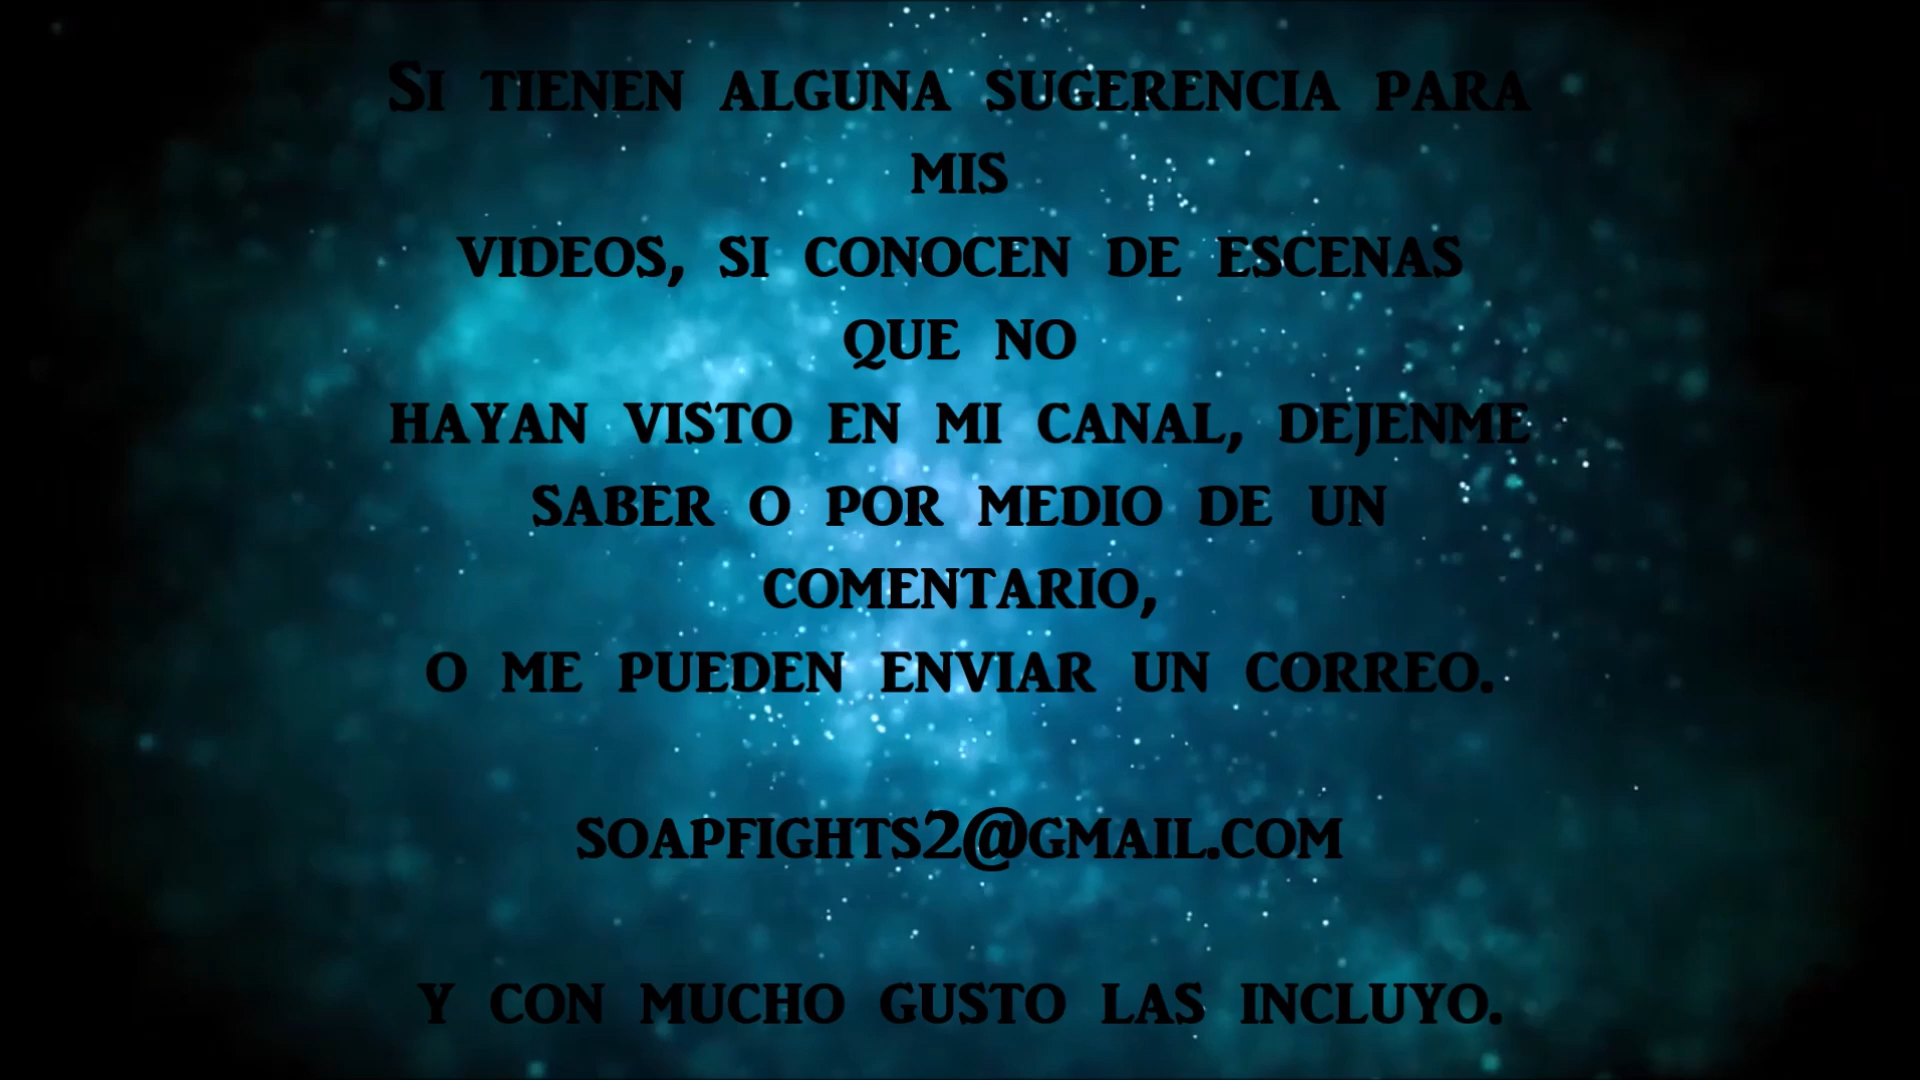 Si tienen alguna sugerencia para
mis
videos, si conocen de escenas
que no
hayan visto en mi canal, dejenme
saber o por medio de un
comentario,
o me pueden enviar un correo.
soapfights2@gmail.com
y con mucho gusto las incluyo.